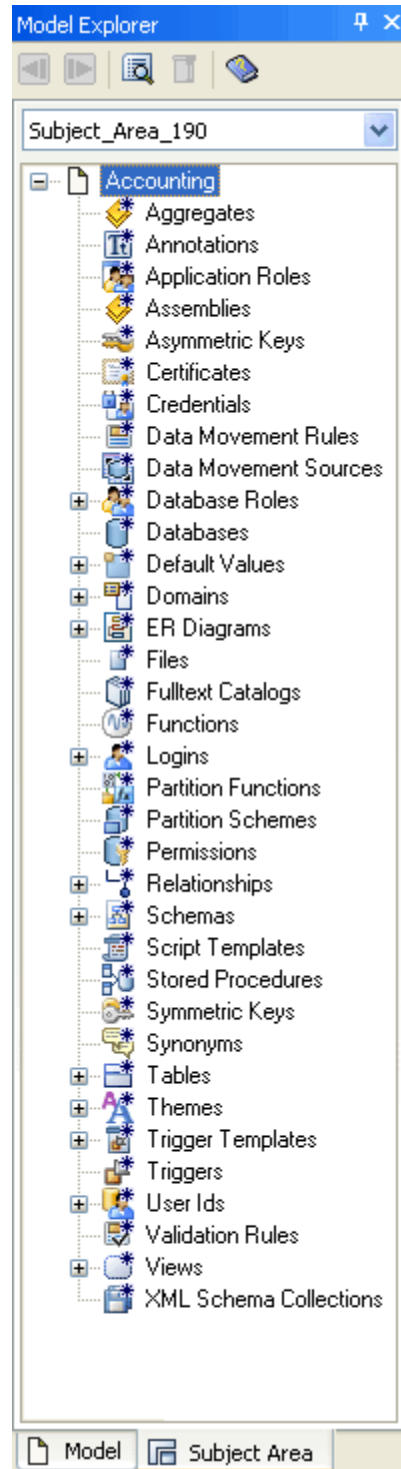 Model Explorer
Subject_Area_190
Accounting
Aggregates
Annotations
Application Roles
Assemblies
Asymmetric Keys
Certificates
Credentials
Data Movement Rules
Data Movement Sources
Database Roles
Databases
Default Values
Domains
ER Diagrams
Files
Fulltext Catalogs
Functions
Logins
Partition Functions
Partition Schemes
Permissions
Relationships
Schemas
Script Templates
Stored Procedures
Symmetric Keys
Synonyms
Tables
Themes
Trigger Templates
Triggers
User Ids
Validation Rules
Views
XML Schema Collections
Model Subject Area